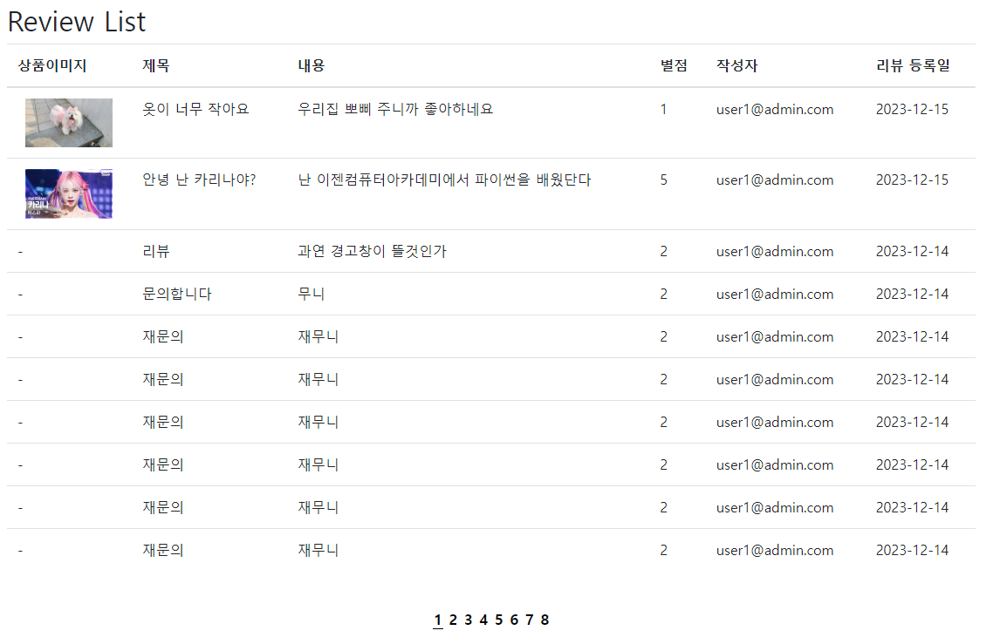 Review List
상품이미지 제목 내용 별점 작성자 리뷰 등록일
옷이 너무 작아요 우리집 뽀삐 주니까 좋아하네요 1 user1@admin.com 2023-12-15
안녕 난 카리나야? 난 이젠컴퓨터아카데미에서 파이썬을 배웠단다 5 user1@admin.com 2023-12-15
카리나
- 리뷰 과연 경고창이 뜰것인가 2 user1@admin.com 2023-12-14
- 문의합니다 무니 2 user1@admin.com 2023-12-14
- 재문의 재무니 2 user1@admin.com 2023-12-14
- 재문의 재무니 2 user1@admin.com 2023-12-14
- 재문의 재무니 2 user1@admin.com 2023-12-14
- 재문의 재무니 2 user1@admin.com 2023-12-14
- 재문의 재무니 2 user1@admin.com 2023-12-14
- 재문의 재무니 2 user1@admin.com 2023-12-14
1 2 3 4 5 6 7 8